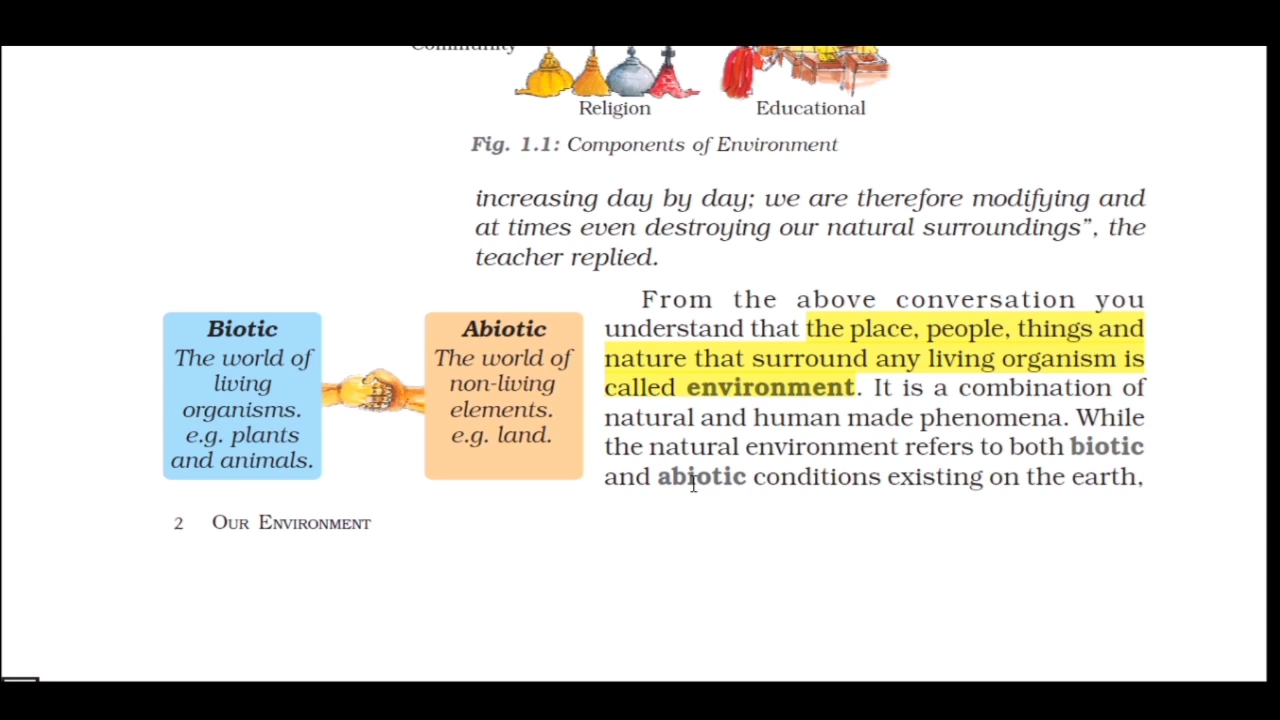 Community
Religion
Educational
Fig. 1.1: Components of Environment
increasing day by day; we are therefore modifying and
at times even destroying our natural surroundings”, the
teacher replied.
From the above conversation you
understand that the place, people, things and
nature that surround any living organism is
called environment. It is a combination of
natural and human made phenomena. While
the natural environment refers to both biotic
and abiotic conditions existing on the earth,
Biotic
The world of
living
organisms.
e.g. plants
and animals.
Abiotic
The world of
non-living
elements.
e.g. land.
2 OUR ENVIRONMENT